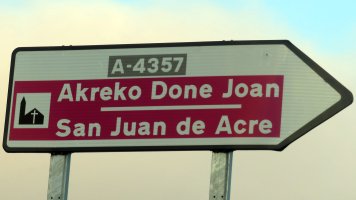 A-4357
Akreko Done Joan
San Juan de Acre